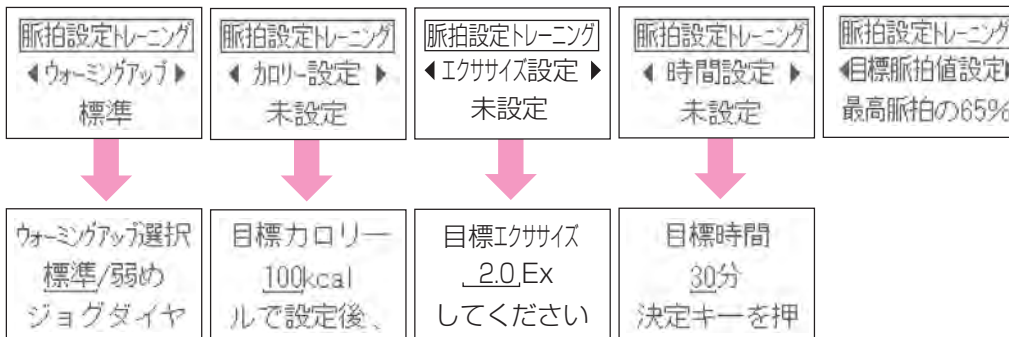 脈拍設定トレーニング
◀ウォーミングアップ▶
標準
脈拍設定トレーニング
◀ カロリー設定 ▶
未設定
脈拍設定トレーニング
◀エクササイズ設定▶
未設定
脈拍設定トレーニング
◀ 時間設定 ▶
未設定
脈拍設定トレーニング
◀目標脈拍値設定▶
最高脈拍の65%
ウォーミングアップ選択
標準/弱め
ジョグダイヤ
目標カロリー
100kcal
ルで設定後、
目標エクササイズ
2.0 Ex
してください
目標時間
30分
決定キーを押